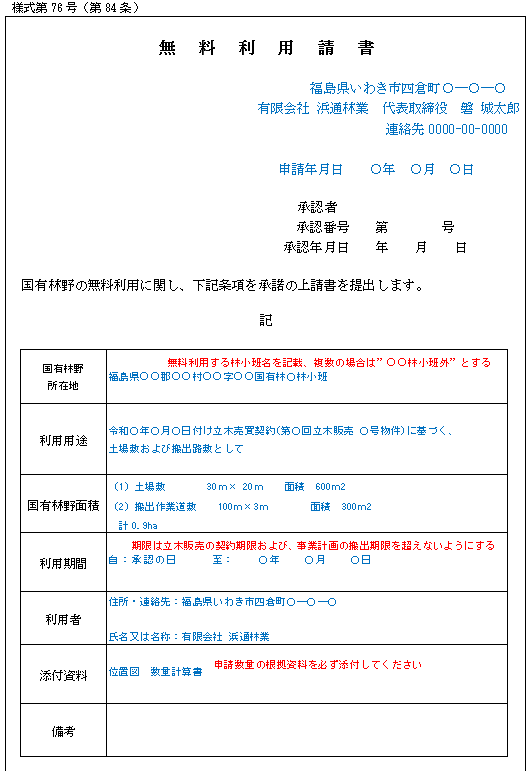 様式第76号（第84条）
無料利用請書
福島県いわき市四倉町〇ー〇ー〇
有限会社 浜通林業　代表取締役　磐 城太郎
連絡先 0000-00-0000
申請年月日　　〇年　〇月　〇日
承認者
承認番号　　第　　　　号
承認年月日　　年　　月　　日
国有林野の無料利用に関し、下記条項を承諾の上請書を提出します。
記
国有林野
所在地
無料利用する林小班名を記載、複数の場合は”〇〇林小班外”とする
福島県〇〇郡〇〇村〇〇字〇〇国有林〇林小班
利用用途
令和〇年〇月〇日付け立木売買契約(第〇回立木販売 〇号物件)に基づく、
土場敷および搬出路敷として
国有林野面積
（1）土場敷　　　30m× 20m　　面積　600m2
（2）搬出作業道敷　　100m×3m　　　面積　300m2
計0.9ha
利用期間
期限は立木販売の契約期限および、事業計画の搬出期限を超えないようにする
自：承認の日　　　至：　　〇年　　〇月　　〇日
利用者
住所・連絡先：福島県いわき市四倉町〇ー〇ー〇
氏名又は名称：有限会社 浜通林業
添付資料
申請数量の根拠資料を必ず添付してください
位置図　数量計算書
備考